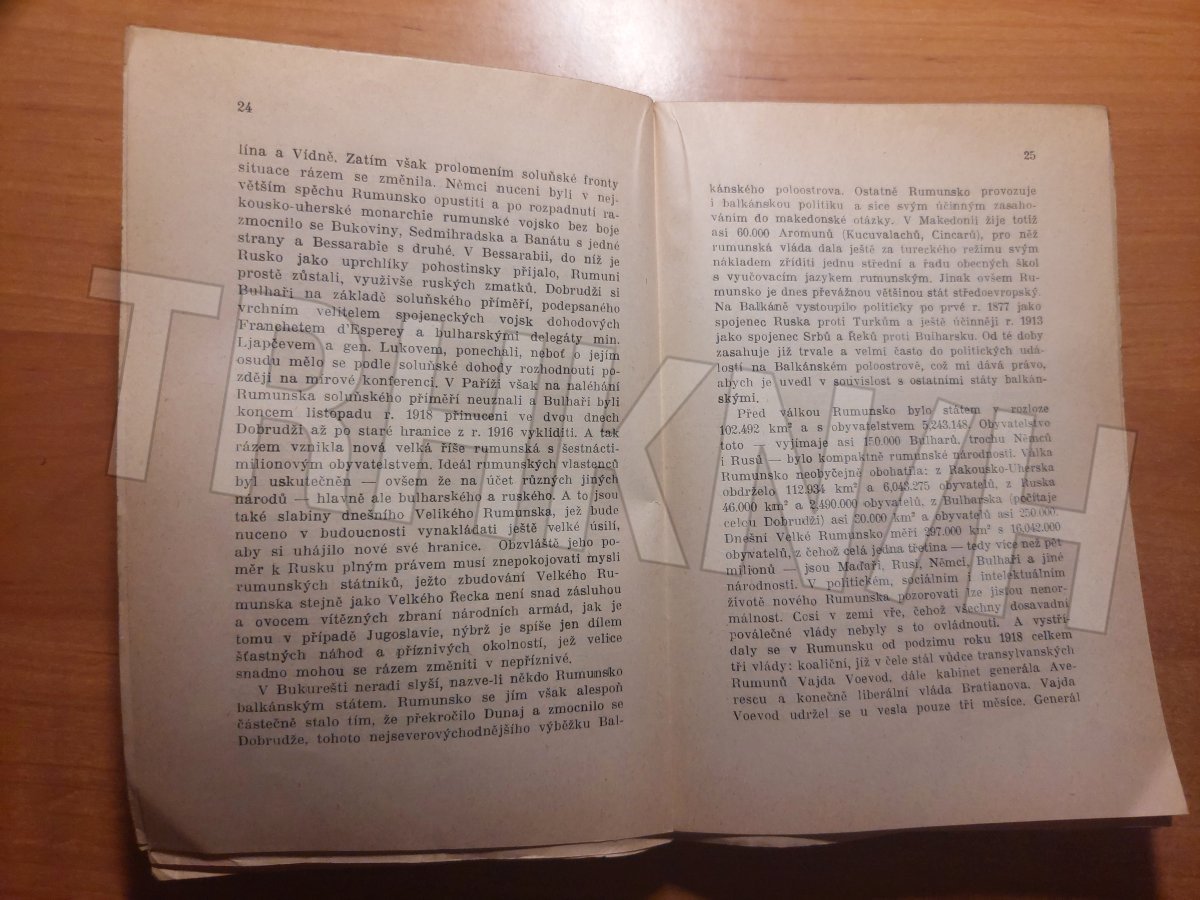 24
lína a Vídně. Zatím však prolomením soluňské fronty
situace rázem se změnila. Němci nuceni byli v nej-
větším spěchu Rumunsko opustiti a po rozpadnutí ra-
kousko-uherské monarchie rumunské vojsko bez boje
zmocnilo se Bukoviny, Sedmihradska a Banátu s jedné
strany a Bessarabie s druhé. V Bessarabii, do níž je
Rusko jako uprchlíky pohostinsky přijalo, Rumuni
prostě zůstali, využivše ruských zmatků. Dobrudži si
Bulhaři na základě soluňského příměří, podepsaného
vrchním velitelem spojeneckých vojsk dohodových
Franchetem d'Esperey a bulharskými delegáty min.
Ljapčevem a gen. Lukovem, ponechali, neboť o jejím
osudu mělo se podle soluňské dohody rozhodnouti po-
zději na mírové konferenci. V Paříži však na naléhání
Rumunska soluňského příměří neuznali a Bulhaři byli
koncem listopadu r. 1918 přinuceni ve dvou dnech
Dobrudži až po staré hranice z r. 1916 vykliditi. A tak
rázem vznikla nová velká říše rumunská s šestnácti-
milionovým obyvatelstvem. Ideál rumunských vlastenců
byl uskutečněn — ovšem že na účet různých jiných
národů — hlavně ale bulharského a ruského. A to jsou
také slabiny dnešního Velikého Rumunska, jež bude
nuceno v budoucnosti vynakládati ještě velké úsilí,
aby si uhájilo nové své hranice. Obzvláště jeho po-
měr k Rusku plným právem musí znepokojovati mysli
rumunských státníků, ježto zbudování Velkého Ru-
munska stejně jako Velkého Řecka není snad zásluhou
a ovocem vítězných zbraní národních armád, jak je
tomu v případě Jugoslavie, nýbrž je spíše jen dílem
šťastných náhod a příznivých okolností, jež velice
snadno mohou se rázem změniti v nepříznivé.
V Bukurešti neradi slyší, nazve-li někdo Rumunsko
balkánským státem. Rumunsko se jím však alespoň
částečně stalo tím, že překročilo Dunaj a zmocnilo se
Dobrudže, tohoto nejseverovýchodnějšího výběžku Bal-
25
kánského poloostrova. Ostatně Rumunsko provozuje
i balkánskou politiku a sice svým účinným zasaho-
váním do makedonské otázky. V Makedonii žije totiž
asi 60.000 Aromunů (Kucuvalachů, Cincarů), pro něž
rumunská vláda dala ještě za tureckého režimu svým
nákladem zříditi jednu střední a řadu obecných škol
s vyučovacím jazykem rumunským. Jinak ovšem Ru-
munsko je dnes převážnou většinou stát středoevropský.
Na Balkáně vystoupilo politicky po prvé r. 1877 jako
spojenec Ruska proti Turkům a ještě účinněji r. 1913
jako spojenec Srbů a Řeků proti Bulharsku. Od té doby
zasahuje již trvale a velmi často do politických udá-
lostí na Balkánském poloostrově, což mi dává právo,
abych je uvedl v souvislost s ostatními státy balkán-
skými.
Před válkou Rumunsko bylo státem v rozloze
102.492 km² a s obyvatelstvem 5,243.148. Obyvatelstvo
toto — vyjímaje asi 150.000 Bulharů, trochu Němců
i Rusů — bylo kompaktně rumunské národnosti. Válka
Rumunsko neobyčejně obohatila: z Rakousko-Uherska
obdrželo 112.934 km² a 6,043.275 obyvatelů, z Ruska
46.000 km² a 2,490.000 obyvatelů, z Bulharska (počítaje
celou Dobrudži) asi 30.000 km² a obyvatelů asi 250.000.
Dnešní Velké Rumunsko měří 297.000 km² s 16,042.000
obyvatelů, z čehož celá jedna třetina — tedy více než pět
milionů — jsou Maďaři, Rusi, Němci, Bulhaři a jiné
národnosti. V politickém, sociálním i intelektuálním
životě nového Rumunska pozorovati lze jistou nenor-
málnost. Cosi v zemi vře, čehož všechny dosavadní
poválečné vlády nebyly s to ovládnouti. A vystří-
daly se v Rumunsku od podzimu roku 1918 celkem
tři vlády: koaliční, již v čele stál vůdce transylvanských
Rumunů Vajda Voevod, dále kabinet generála Ave-
rescu a konečně liberální vláda Bratianova. Vajda
Voevod udržel se u vesla pouze tři měsíce. Generál
TRHKNIH